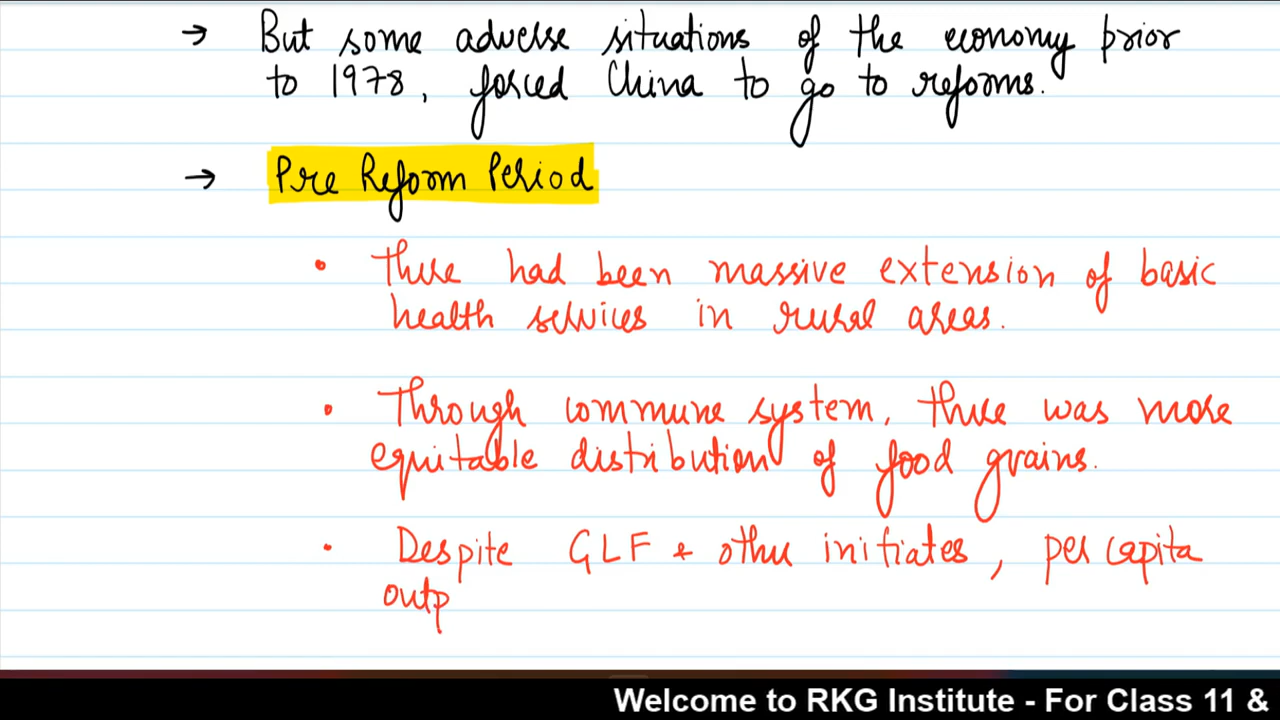 → But some adverse situations of the economy prior
to 1978, forced China to go to reforms.
→ Pre Reform Period
• There had been massive extension of basic
health services in rural areas.
• Through commune system, there was more
equitable distribution of food grains.
• Despite GLF & other initiates, per capita
outp
Welcome to RKG Institute - For Class 11 &